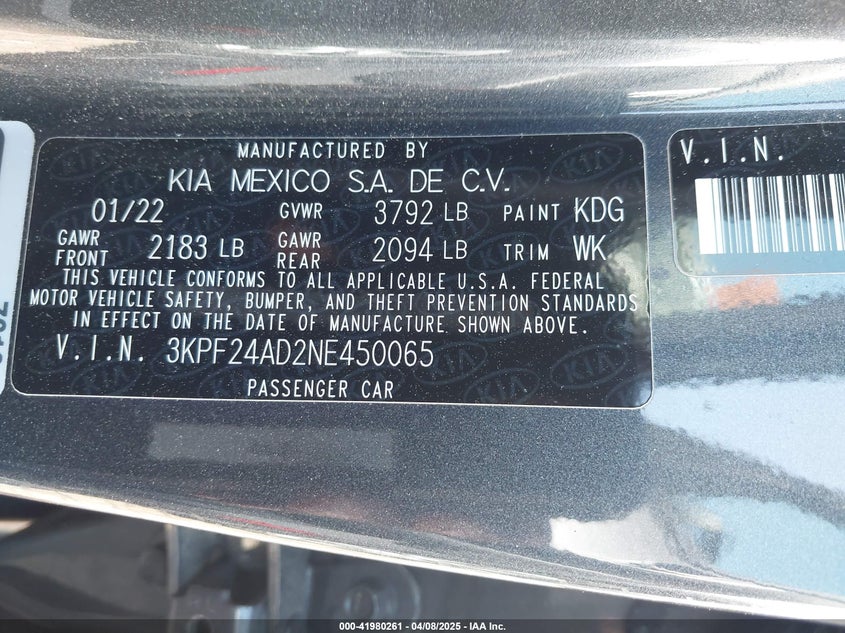 MANUFACTURED BY
KIA MEXICO S.A. DE C.V.
01/22 GVWR 3792 LB PAINT KDG
GAWR FRONT 2183 LB GAWR REAR 2094 LB TRIM WK
THIS VEHICLE CONFORMS TO ALL APPLICABLE U.S.A. FEDERAL
MOTOR VEHICLE SAFETY, BUMPER, AND THEFT PREVENTION STANDARDS
IN EFFECT ON THE DATE OF MANUFACTURE SHOWN ABOVE.
V.I.N. 3KPF24AD2NE450065
PASSENGER CAR
V.I.N.
000-41980261 - 04/08/2025 - IAA Inc.